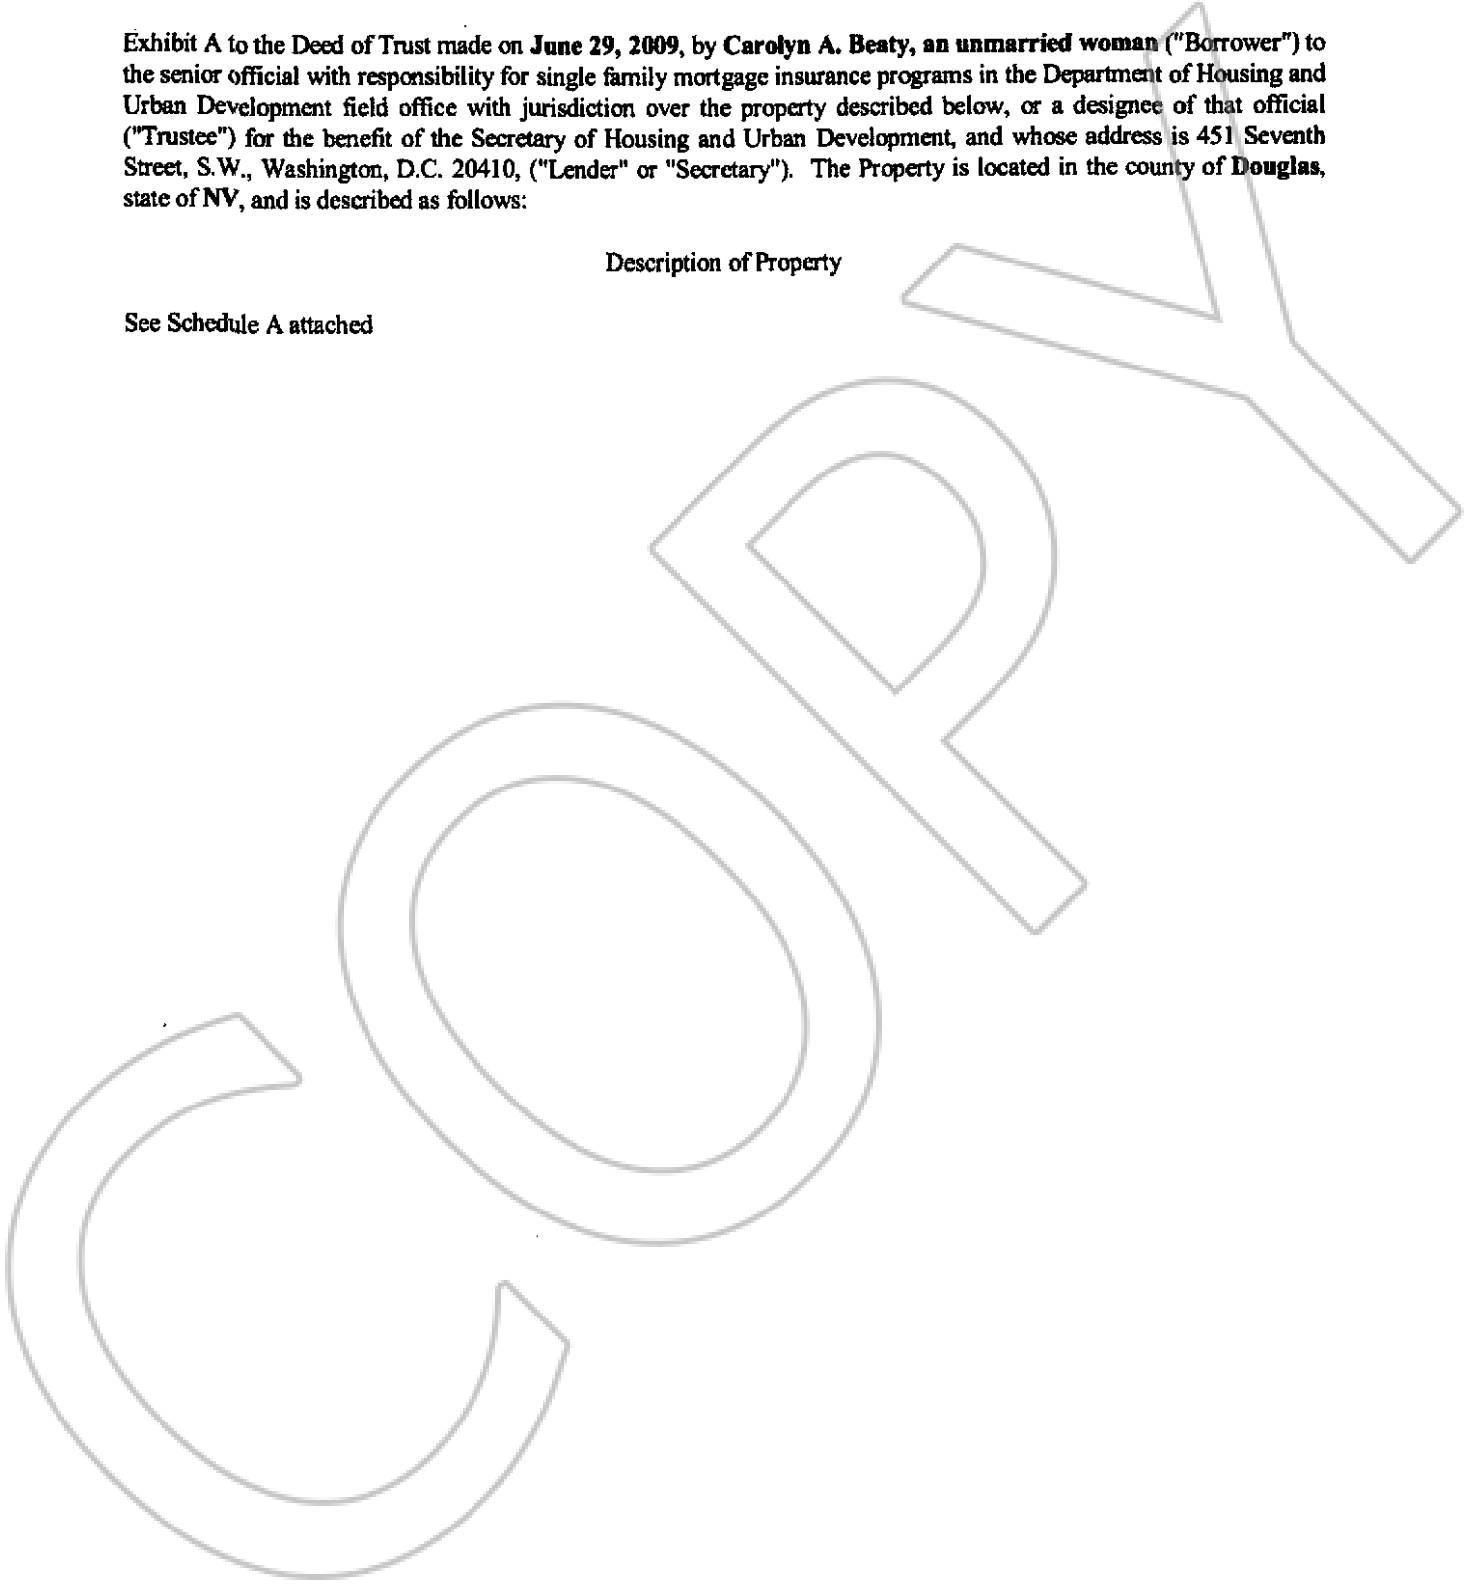 Exhibit A to the Deed of Trust made on June 29, 2009, by Carolyn A. Beaty, an unmarried woman ("Borrower") to
the senior official with responsibility for single family mortgage insurance programs in the Department of Housing and
Urban Development field office with jurisdiction over the property described below, or a designee of that official
("Trustee") for the benefit of the Secretary of Housing and Urban Development, and whose address is 451 Seventh
Street, S.W., Washington, D.C. 20410, ("Lender" or "Secretary"). The Property is located in the county of Douglas,
state of NV, and is described as follows:
Description of Property
See Schedule A attached
COPY